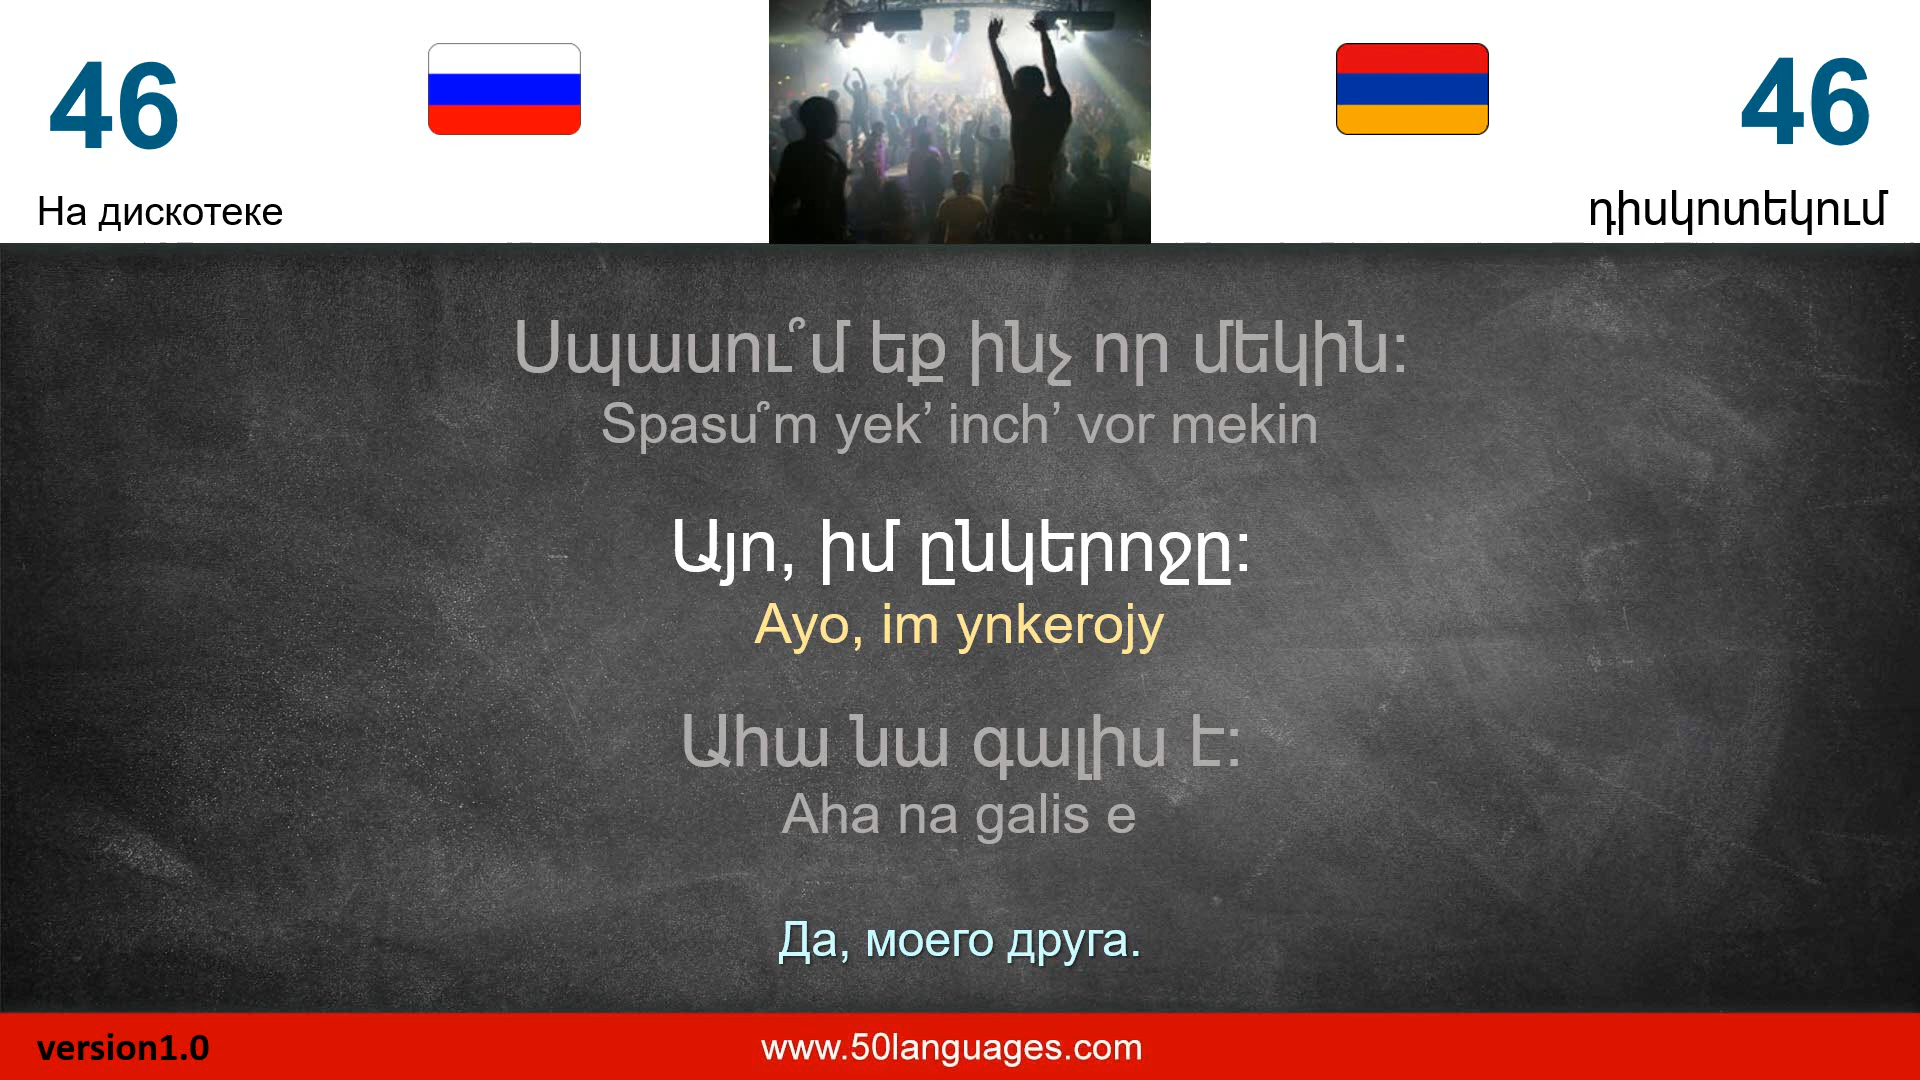 46
46
На дискотеке
դիսկոտեկում
Սպասու՞մ եք ինչ որ մեկին:
Spasu՞m yek’ inch’ vor mekin
Այո, իմ ընկերոջը:
Ayo, im ynkerojy
Ահա նա գալիս է:
Aha na galis e
Да, моего друга.
version1.0
www.50languages.com